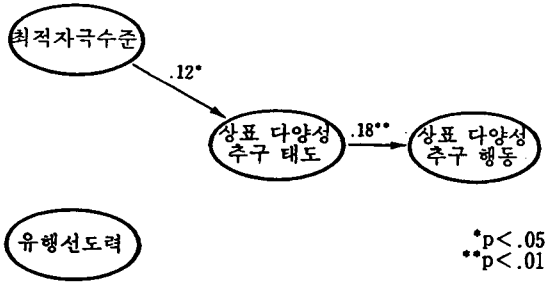 최적자극수준
.12*
상표 다양성
추구 태도
.18**
상표 다양성
추구 행동
유행선도력
*p<.05
**p<.01